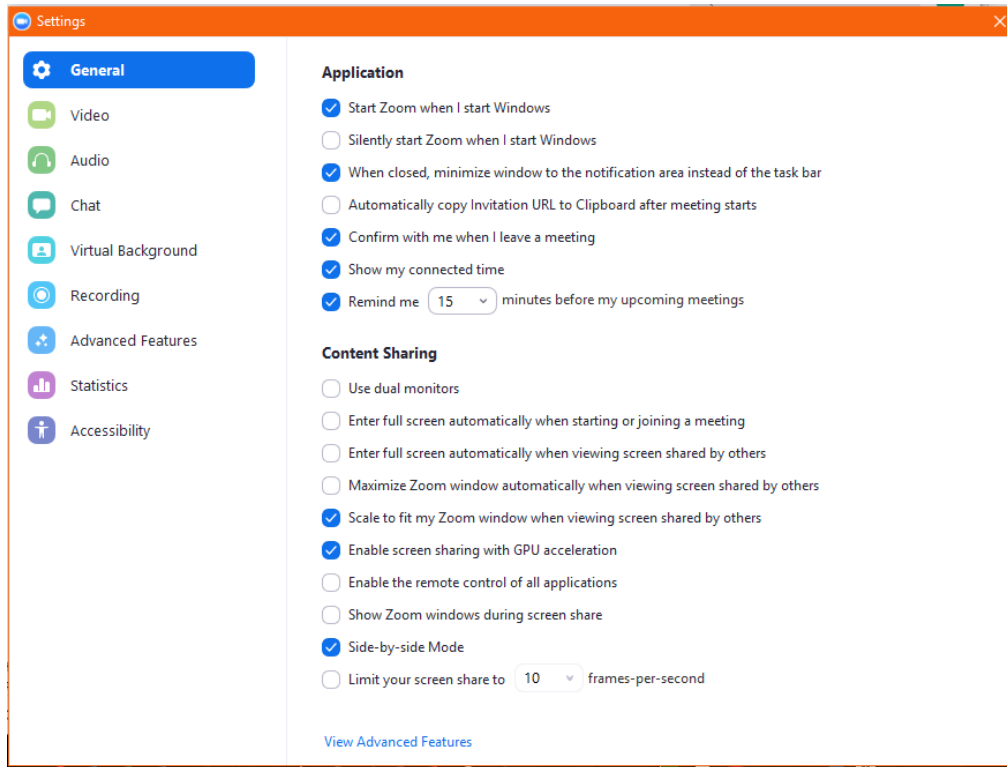 Settings
General
Video
Audio
Chat
Virtual Background
Recording
Advanced Features
Statistics
Accessibility
Application
Start Zoom when I start Windows
Silently start Zoom when I start Windows
When closed, minimize window to the notification area instead of the task bar
Automatically copy Invitation URL to Clipboard after meeting starts
Confirm with me when I leave a meeting
Show my connected time
Remind me 15 minutes before my upcoming meetings
Content Sharing
Use dual monitors
Enter full screen automatically when starting or joining a meeting
Enter full screen automatically when viewing screen shared by others
Maximize Zoom window automatically when viewing screen shared by others
Scale to fit my Zoom window when viewing screen shared by others
Enable screen sharing with GPU acceleration
Enable the remote control of all applications
Show Zoom windows during screen share
Side-by-side Mode
Limit your screen share to 10 frames-per-second
View Advanced Features